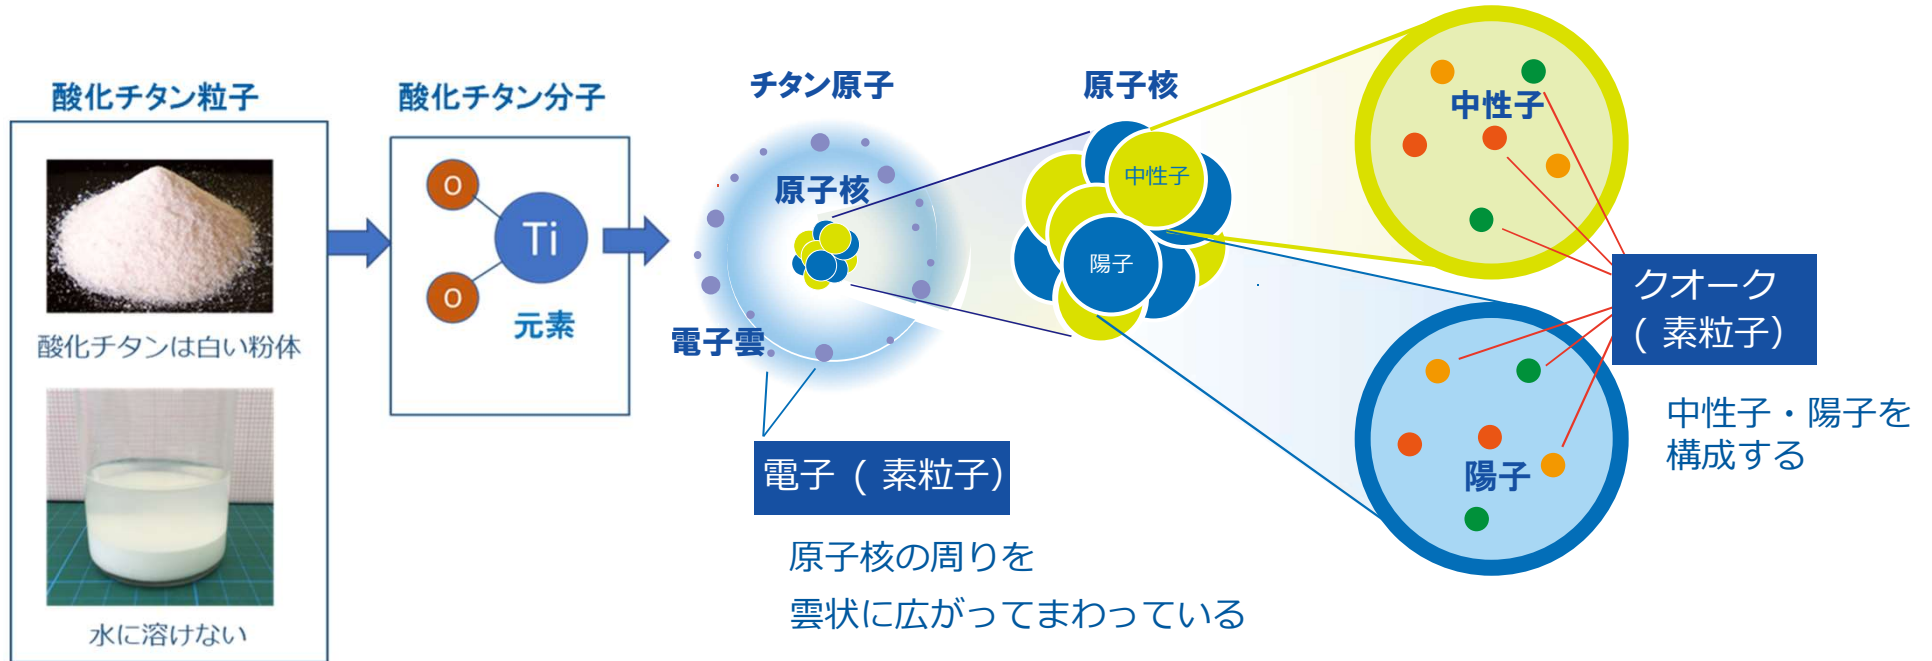 酸化チタン粒子
酸化チタンは白い粉体
水に溶けない
酸化チタン分子
O
Ti
O
元素
チタン原子
原子核
電子雲
電子 ( 素粒子)
原子核の周りを
雲状に広がってまわっている
原子核
中性子
陽子
中性子
陽子
クオーク
( 素粒子)
中性子・陽子を
構成する